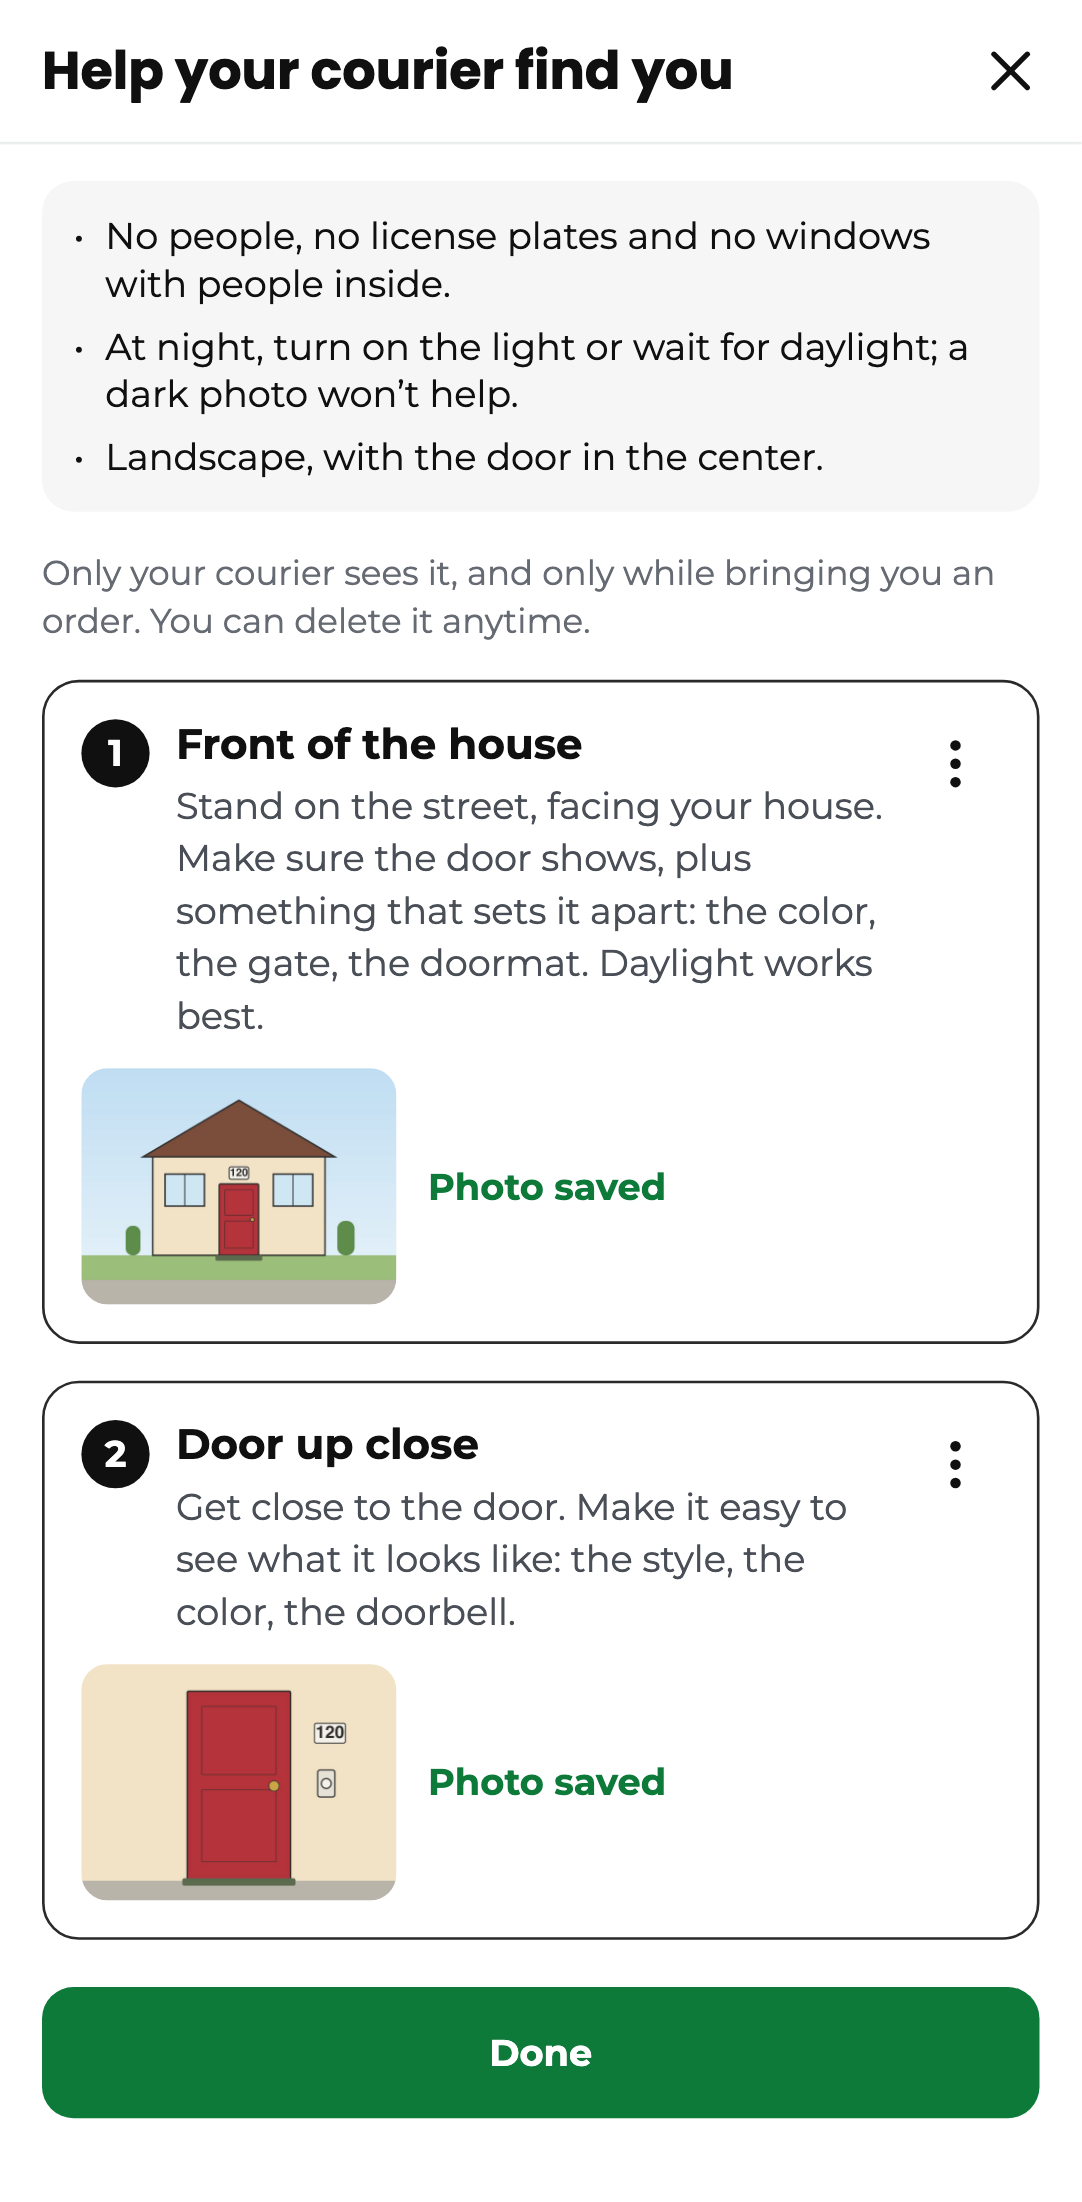 Help your courier find you
• No people, no license plates and no windows
with people inside.
• At night, turn on the light or wait for daylight; a
dark photo won’t help.
• Landscape, with the door in the center.
Only your courier sees it, and only while bringing you an
order. You can delete it anytime.
1
Front of the house
Stand on the street, facing your house.
Make sure the door shows, plus
something that sets it apart: the color,
the gate, the doormat. Daylight works
best.
120
Photo saved
2
Door up close
Get close to the door. Make it easy to
see what it looks like: the style, the
color, the doorbell.
120
Photo saved
Done